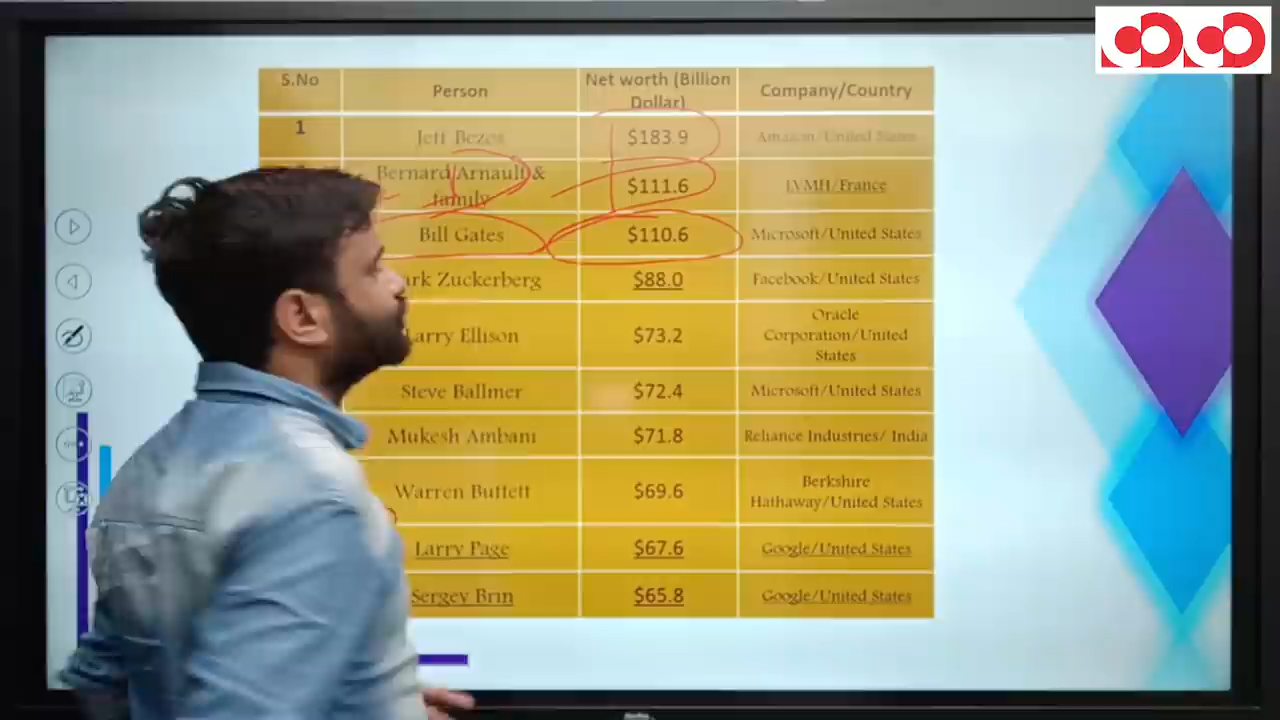 S.No Person Net worth (Billion Dollar) Company/Country
1 Jeff Bezos $183.9 Amazon/United States
Bernard Arnault & family $111.6 LVMH/France
Bill Gates $110.6 Microsoft/United States
ark Zuckerberg $88.0 Facebook/United States
Larry Ellison $73.2 Oracle Corporation/United States
Steve Ballmer $72.4 Microsoft/United States
Mukesh Ambani $71.8 Reliance Industries/ India
Warren Buffett $69.6 Berkshire Hathaway/United States
Larry Page $67.6 Google/United States
Sergey Brin $65.8 Google/United States